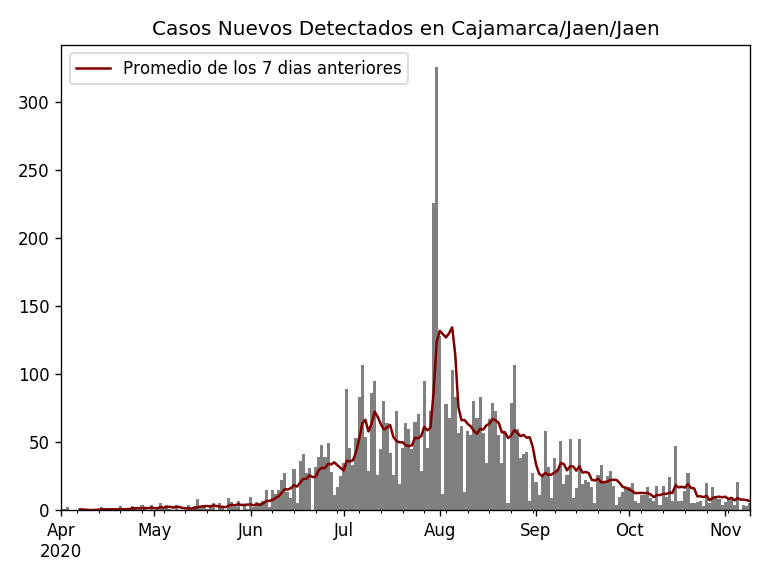 Casos Nuevos Detectados en Cajamarca/Jaen/Jaen
Promedio de los 7 dias anteriores
300
250
200
150
100
50
0
Apr May Jun Jul Aug Sep Oct Nov
2020